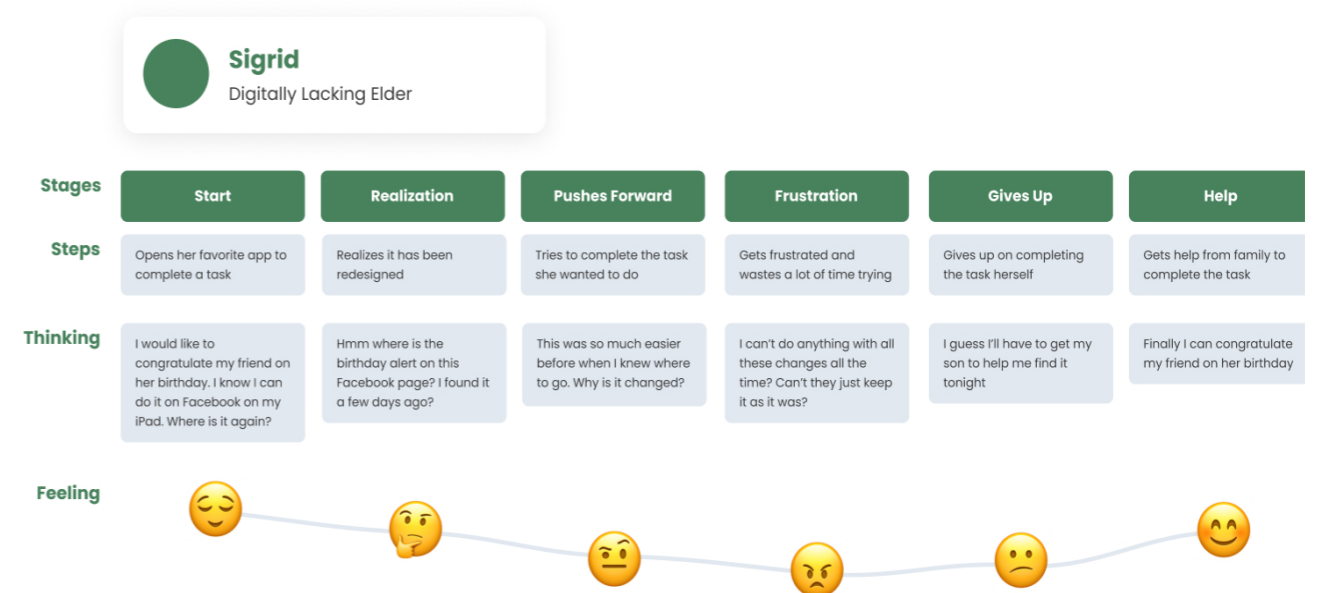 Sigrid
Digitally Lacking Elder
Stages
Start
Realization
Pushes Forward
Frustration
Gives Up
Help
Steps
Opens her favorite app to
complete a task
Realizes it has been
redesigned
Tries to complete the task
she wanted to do
Gets frustrated and
wastes a lot of time trying
Gives up on completing
the task herself
Gets help from family to
complete the task
Thinking
I would like to
congratulate my friend on
her birthday. I know I can
do it on Facebook on my
iPad. Where is it again?
Hmm where is the
birthday alert on this
Facebook page? I found it
a few days ago?
This was so much easier
before when I knew where
to go. Why is it changed?
I can’t do anything with all
these changes all the
time? Can’t they just keep
it as it was?
I guess I’ll have to get my
son to help me find it
tonight
Finally I can congratulate
my friend on her birthday
Feeling